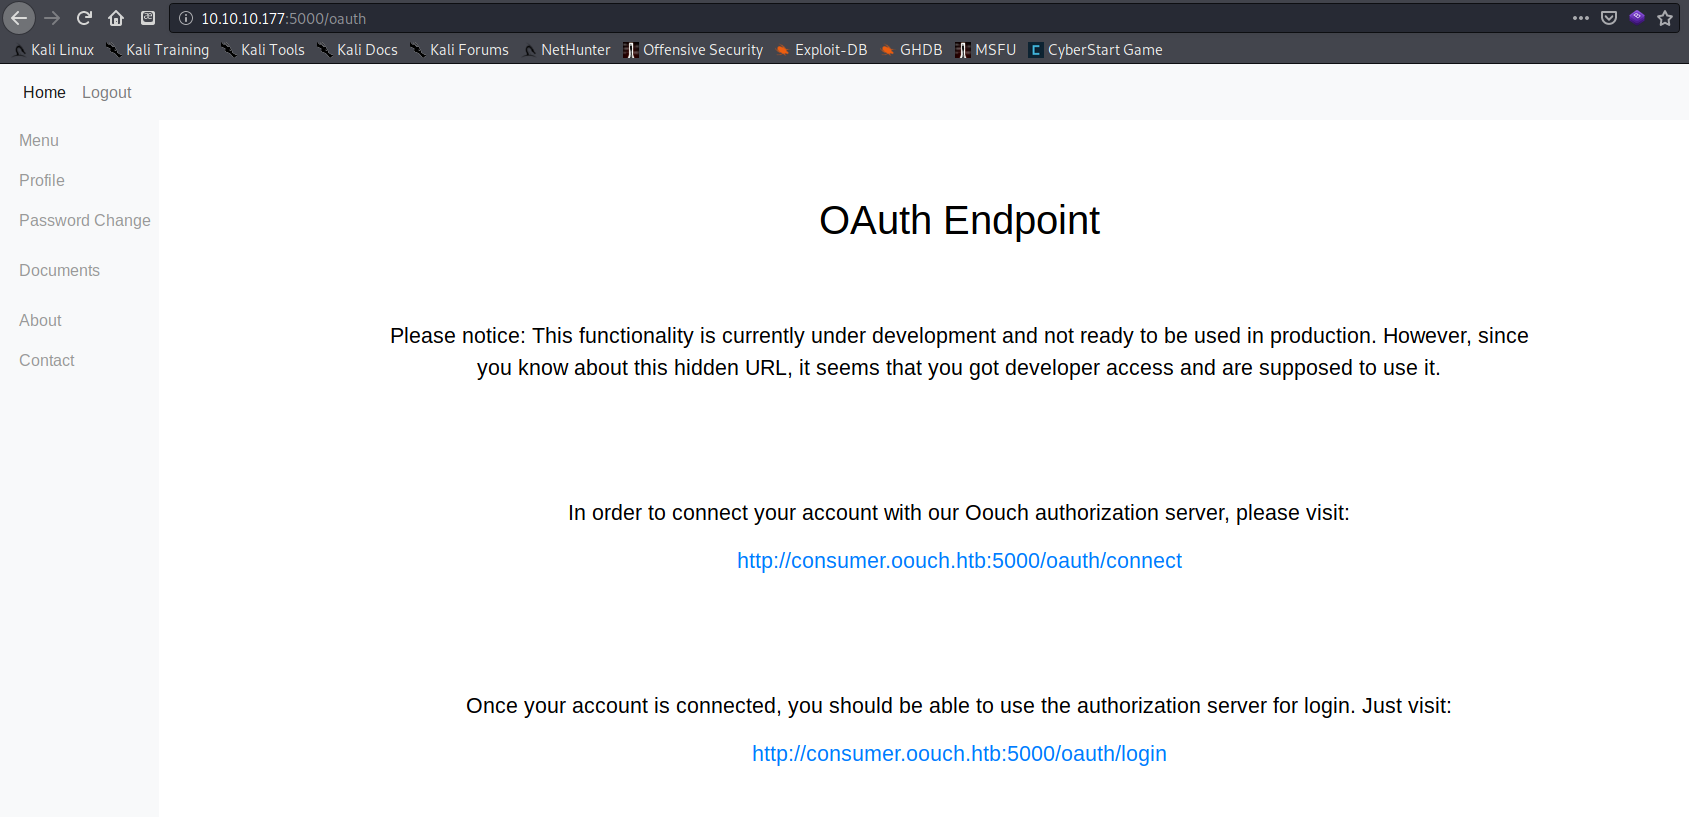 10.10.10.177:5000/oauth
Kali Linux Kali Training Kali Tools Kali Docs Kali Forums NetHunter Offensive Security Exploit-DB GHDB MSFU CyberStart Game
Home Logout
Menu
Profile
Password Change
Documents
About
Contact
OAuth Endpoint
Please notice: This functionality is currently under development and not ready to be used in production. However, since
you know about this hidden URL, it seems that you got developer access and are supposed to use it.
In order to connect your account with our Oouch authorization server, please visit:
http://consumer.oouch.htb:5000/oauth/connect
Once your account is connected, you should be able to use the authorization server for login. Just visit:
http://consumer.oouch.htb:5000/oauth/login